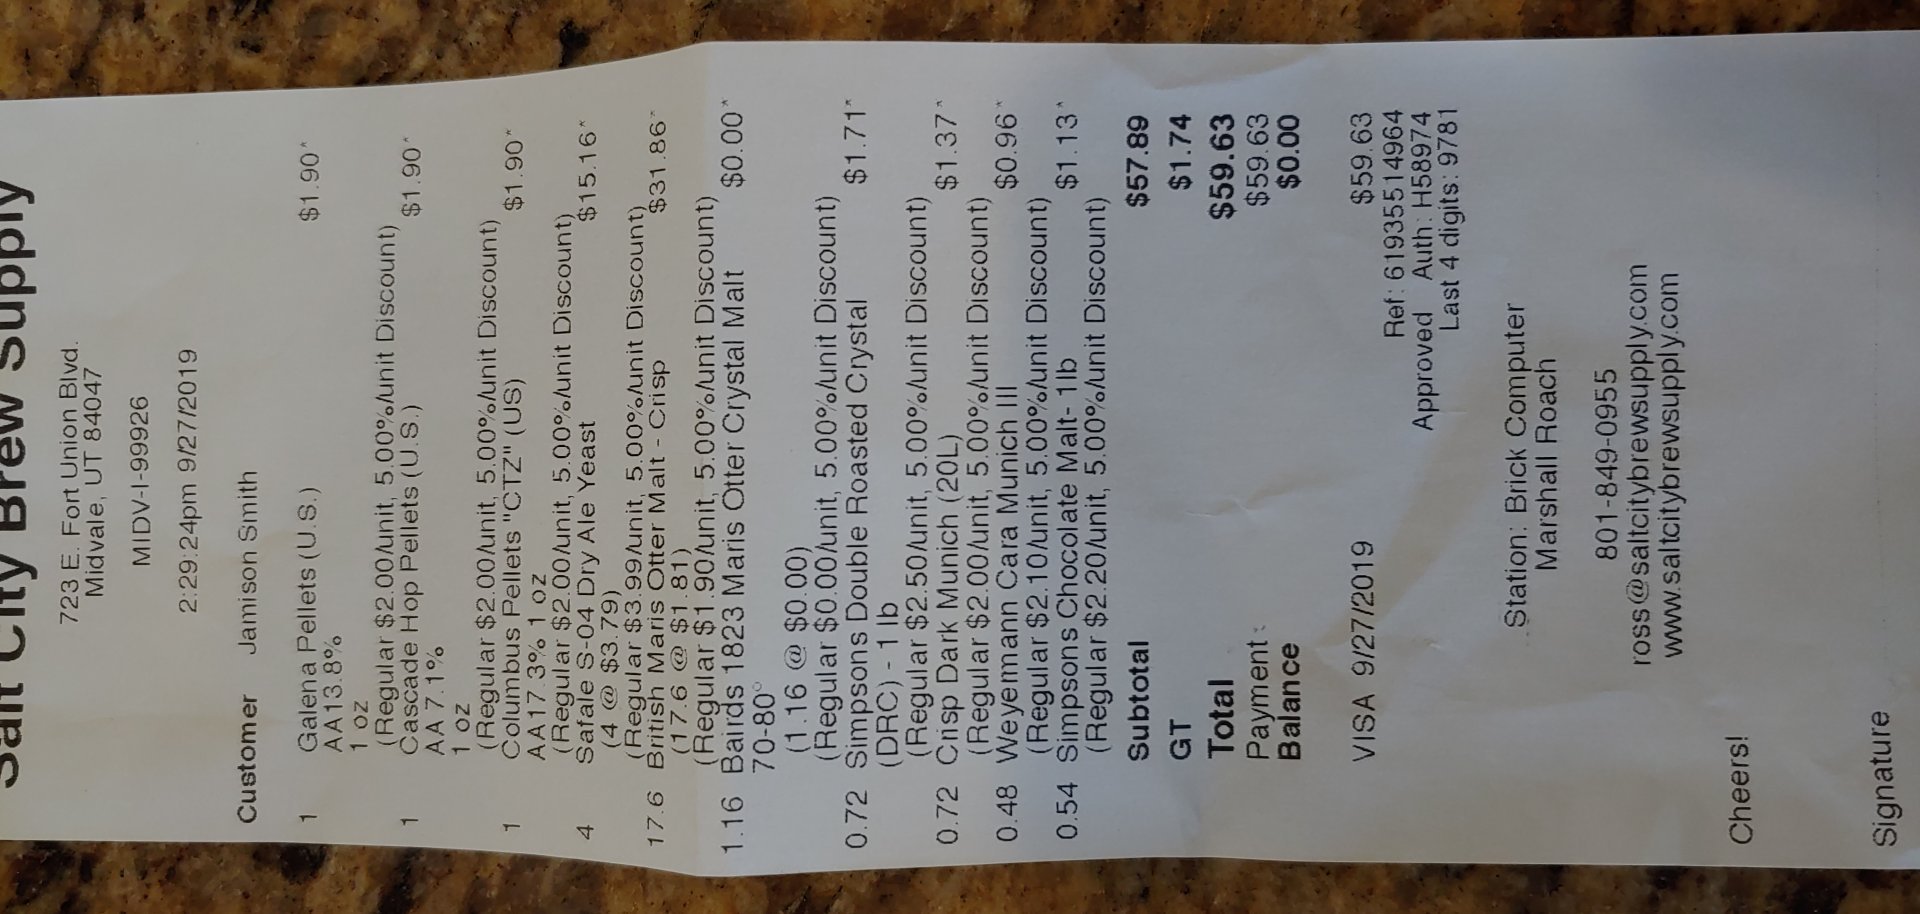 Salt City Brew Supply
723 E. Fort Union Blvd.
Midvale, UT 84047
MIDV-I-99926
2:29:24pm 9/27/2019
Customer Jamison Smith
1 Galena Pellets (U.S.) $1.90*
AA13.8%
1 oz
(Regular $2.00/unit, 5.00%/unit Discount)
1 Cascade Hop Pellets (U.S.) $1.90*
AA 7.1%
1 oz
(Regular $2.00/unit, 5.00%/unit Discount)
1 Columbus Pellets "CTZ" (US) $1.90*
AA17.3% 1 oz
(Regular $2.00/unit, 5.00%/unit Discount)
4 Safale S-04 Dry Ale Yeast $15.16*
(4 @ $3.79)
(Regular $3.99/unit, 5.00%/unit Discount)
17.6 British Maris Otter Malt - Crisp $31.86*
(17.6 @ $1.81)
(Regular $1.90/unit, 5.00%/unit Discount)
1.16 Bairds 1823 Maris Otter Crystal Malt $0.00*
70-80°
(1.16 @ $0.00)
(Regular $0.00/unit, 5.00%/unit Discount)
0.72 Simpsons Double Roasted Crystal $1.71*
(DRC) - 1 lb
(Regular $2.50/unit, 5.00%/unit Discount)
0.72 Crisp Dark Munich (20L) $1.37*
(Regular $2.00/unit, 5.00%/unit Discount)
0.48 Weyermann Cara Munich III $0.96*
(Regular $2.10/unit, 5.00%/unit Discount)
0.54 Simpsons Chocolate Malt- 1lb $1.13*
(Regular $2.20/unit, 5.00%/unit Discount)
Subtotal $57.89
GT $1.74
Total $59.63
Payment $59.63
Balance $0.00
VISA 9/27/2019 $59.63
Ref: 619355514964
Approved Auth: H58974
Last 4 digits: 9781
Station: Brick Computer
Marshall Roach
801-849-0955
ross@saltcitybrewsupply.com
www.saltcitybrewsupply.com
Cheers!
Signature